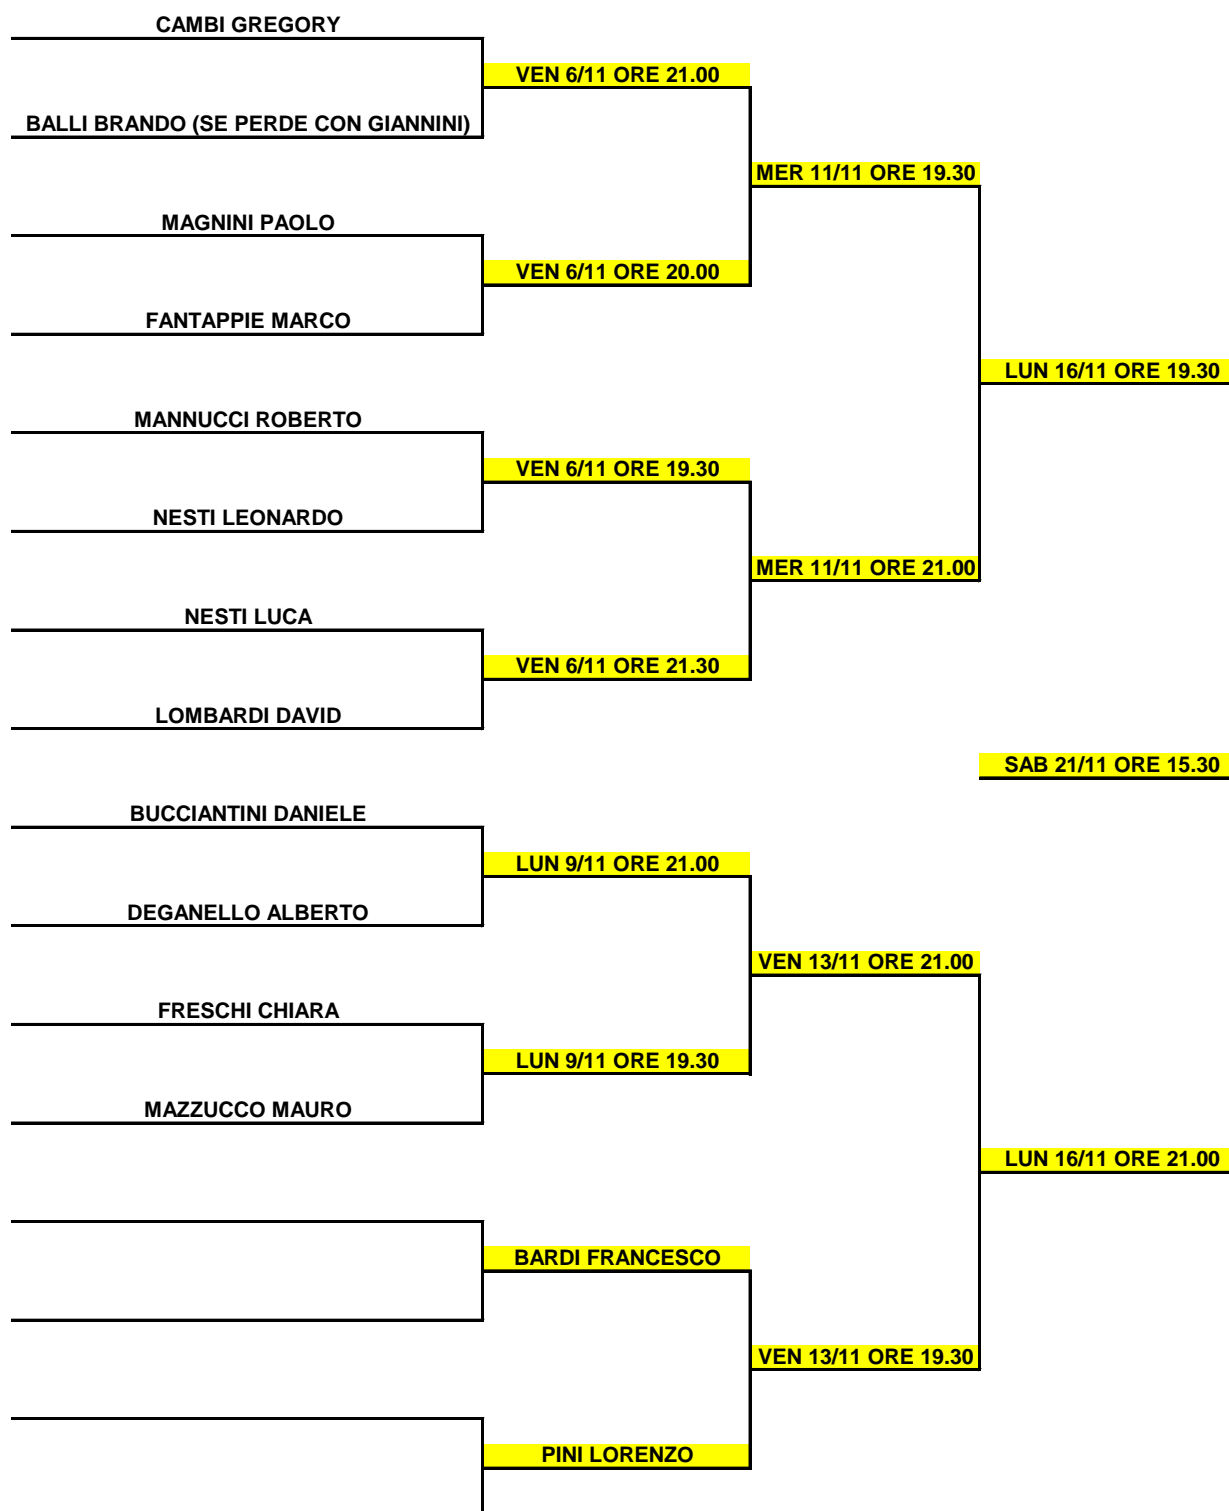 CAMBI GREGORY
VEN 6/11 ORE 21.00
BALLI BRANDO (SE PERDE CON GIANNINI)
MER 11/11 ORE 19.30
MAGNINI PAOLO
VEN 6/11 ORE 20.00
FANTAPPIE MARCO
LUN 16/11 ORE 19.30
MANNUCCI ROBERTO
VEN 6/11 ORE 19.30
NESTI LEONARDO
MER 11/11 ORE 21.00
NESTI LUCA
VEN 6/11 ORE 21.30
LOMBARDI DAVID
SAB 21/11 ORE 15.30
BUCCIANTINI DANIELE
LUN 9/11 ORE 21.00
DEGANELLO ALBERTO
VEN 13/11 ORE 21.00
FRESCHI CHIARA
LUN 9/11 ORE 19.30
MAZZUCCO MAURO
LUN 16/11 ORE 21.00
BARDI FRANCESCO
VEN 13/11 ORE 19.30
PINI LORENZO